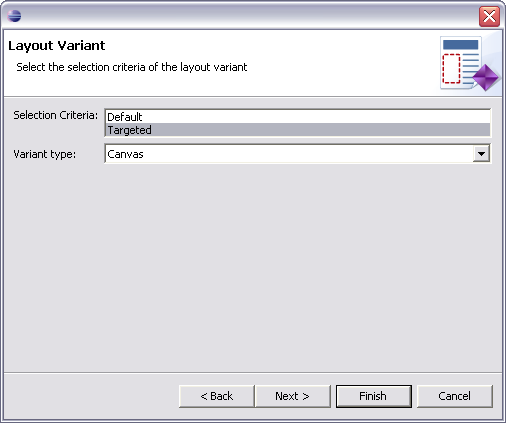 Layout Variant
Select the selection criteria of the layout variant
Selection Criteria:
Default
Targeted
Variant type:
Canvas
< Back
Next >
Finish
Cancel